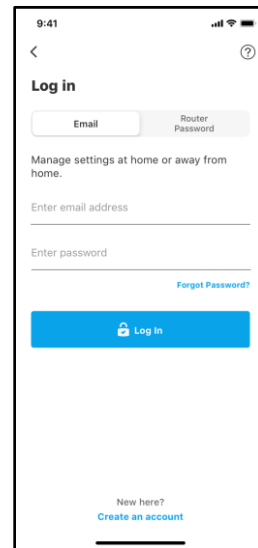 9:41
Log in
Email
Router
Password
Manage settings at home or away from
home.
Enter email address
Enter password
Forgot Password?
Log In
New here?
Create an account